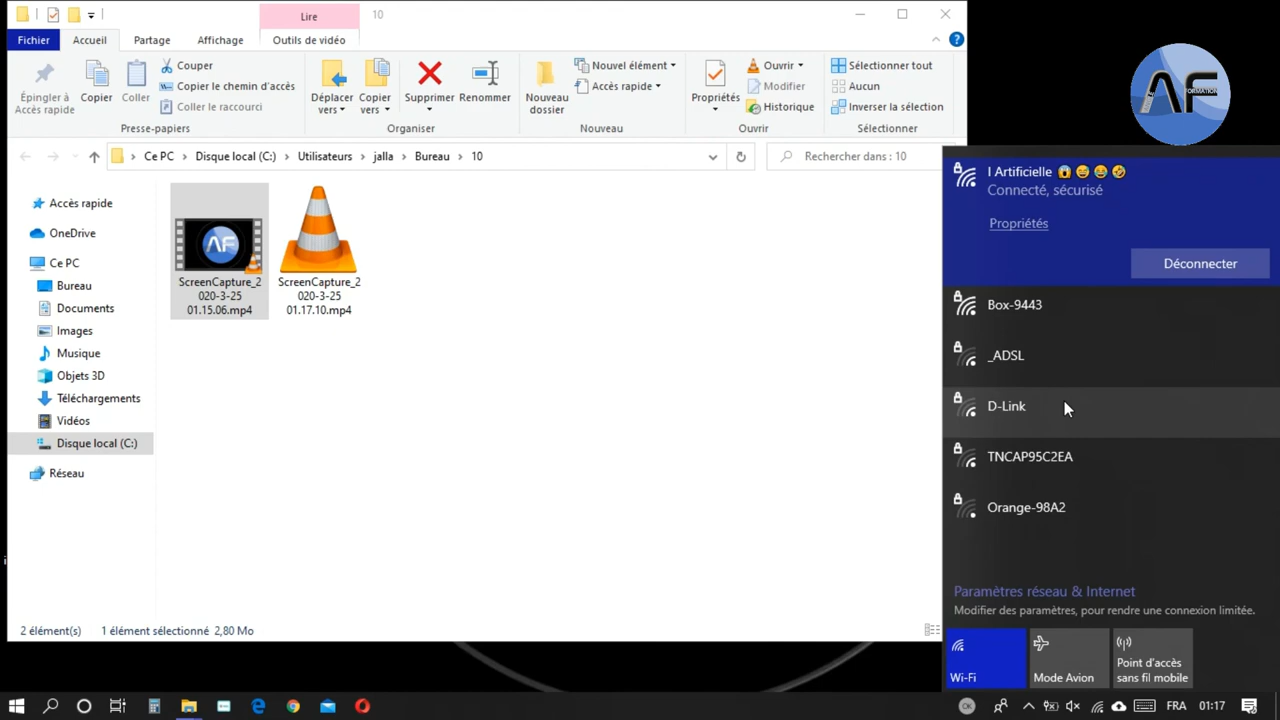 Lire
10
Fichier
Accueil
Partage
Affichage
Outils de vidéo
Épingler à
Accès rapide
Copier
Coller
Couper
Copier le chemin d'accès
Coller le raccourci
Presse-papiers
Déplacer
vers
Copier
vers
Supprimer
Renommer
Organiser
Nouveau
dossier
Nouvel élément
Accès rapide
Nouveau
Propriétés
Ouvrir
Modifier
Historique
Ouvrir
Sélectionner tout
Aucun
Inverser la sélection
Sélectionner
Ce PC
Disque local (C:)
Utilisateurs
jalla
Bureau
10
Rechercher dans : 10
Accès rapide
OneDrive
Ce PC
Bureau
Documents
Images
Musique
Objets 3D
Téléchargements
Vidéos
Disque local (C:)
Réseau
AF
ScreenCapture_2
020-3-25
01.15.06.mp4
ScreenCapture_2
020-3-25
01.17.10.mp4
2 élément(s)
1 élément sélectionné 2,80 Mo
AF
FORMATION
I Artificielle 😱 😅 😂 🤣
Connecté, sécurisé
Propriétés
Déconnecter
Box-9443
_ADSL
D-Link
TNCAP95C2EA
Orange-98A2
Paramètres réseau & Internet
Modifier des paramètres, pour rendre une connexion limitée.
Wi-Fi
Mode Avion
Point d'accès
sans fil mobile
OK
FRA
01:17